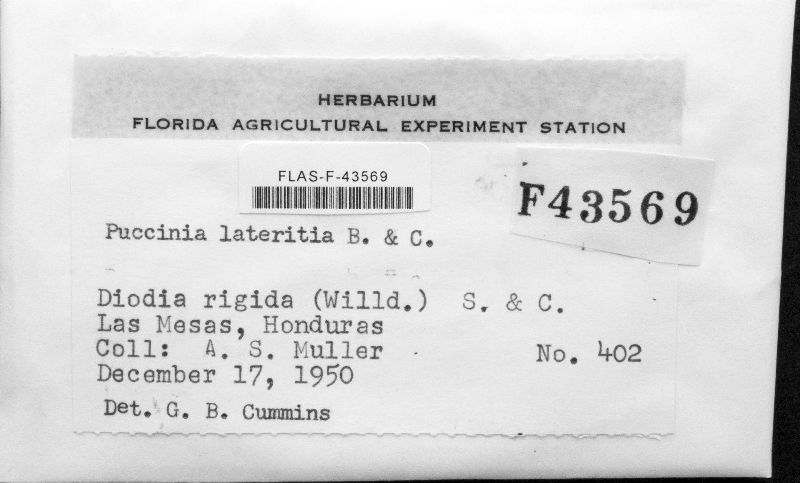 HERBARIUM
FLORIDA AGRICULTURAL EXPERIMENT STATION
FLAS-F-43569
F43569
Puccinia lateritia B. & C.
Diodia rigida (Willd.) S. & C.
Las Mesas, Honduras
Coll: A. S. Muller No. 402
December 17, 1950
Det. G. B. Cummins